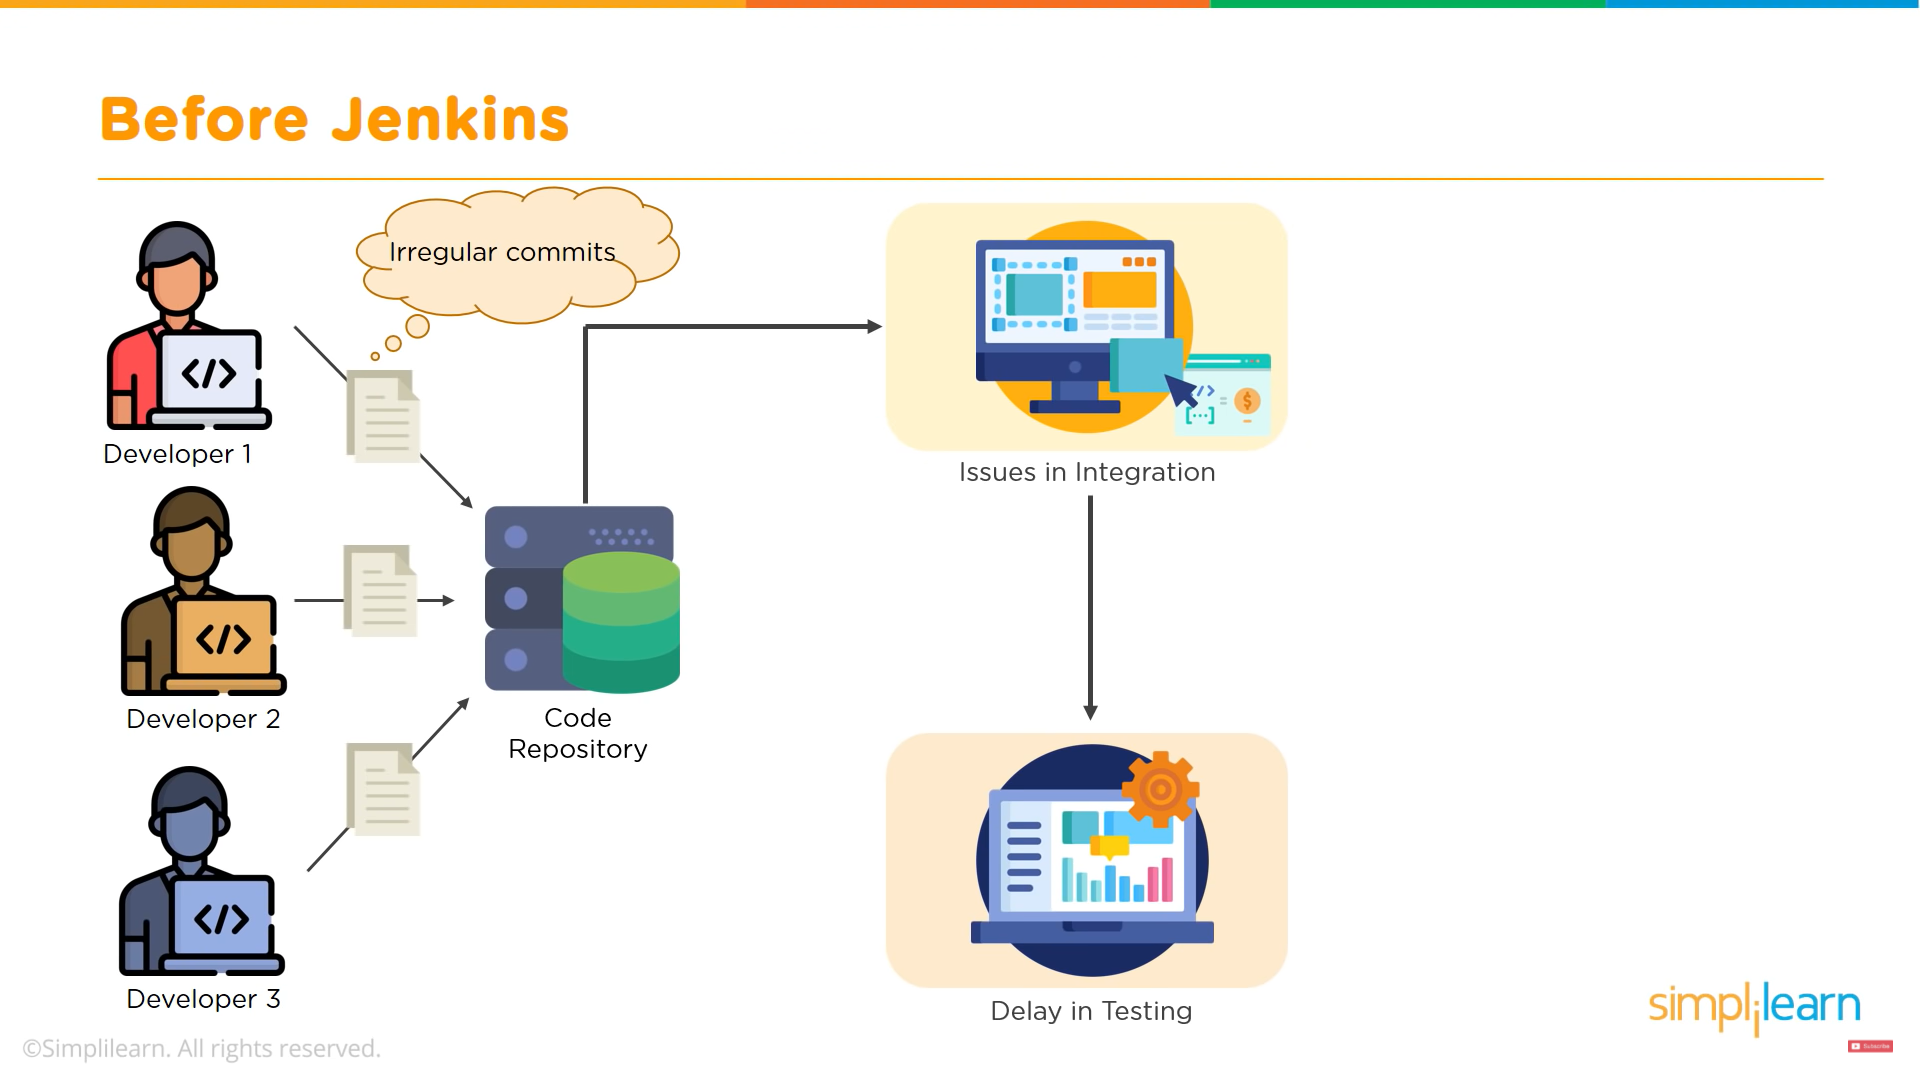 Before Jenkins
Irregular commits
</>
Developer 1
</>
Developer 2
</>
Developer 3
Code
Repository
</>
=
$
[...]
Issues in Integration
Delay in Testing
simplilearn
Subscribe
©Simplilearn. All rights reserved.